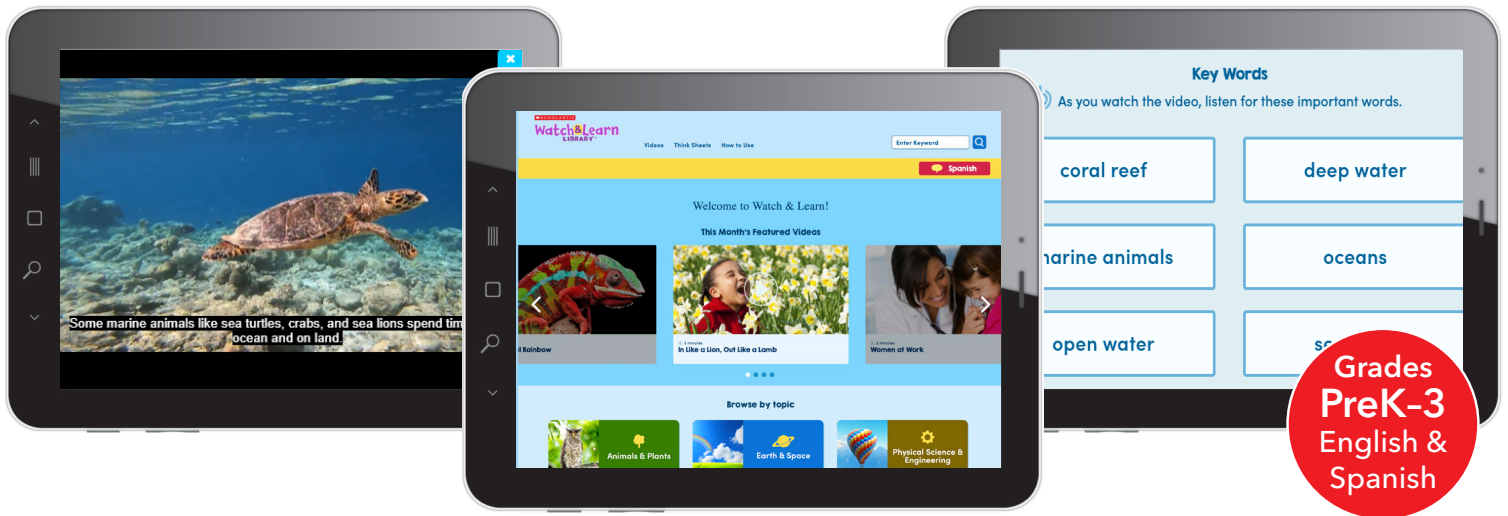 Some marine animals like sea turtles, crabs, and sea lions spend tim
ocean and on land.
SCHOLASTIC
Watch&Learn
LIBRARY
Videos Think Sheets How to Use
Enter Keyword
Spanish
Welcome to Watch & Learn!
This Month's Featured Videos
l Rainbow
2 minutes
In Like a Lion, Out Like a Lamb
2 minutes
Women at Work
Browse by topic
Animals & Plants
Earth & Space
Physical Science &
Engineering
Key Words
As you watch the video, listen for these important words.
coral reef
deep water
arine animals
oceans
open water
Grades
PreK–3
English &
Spanish